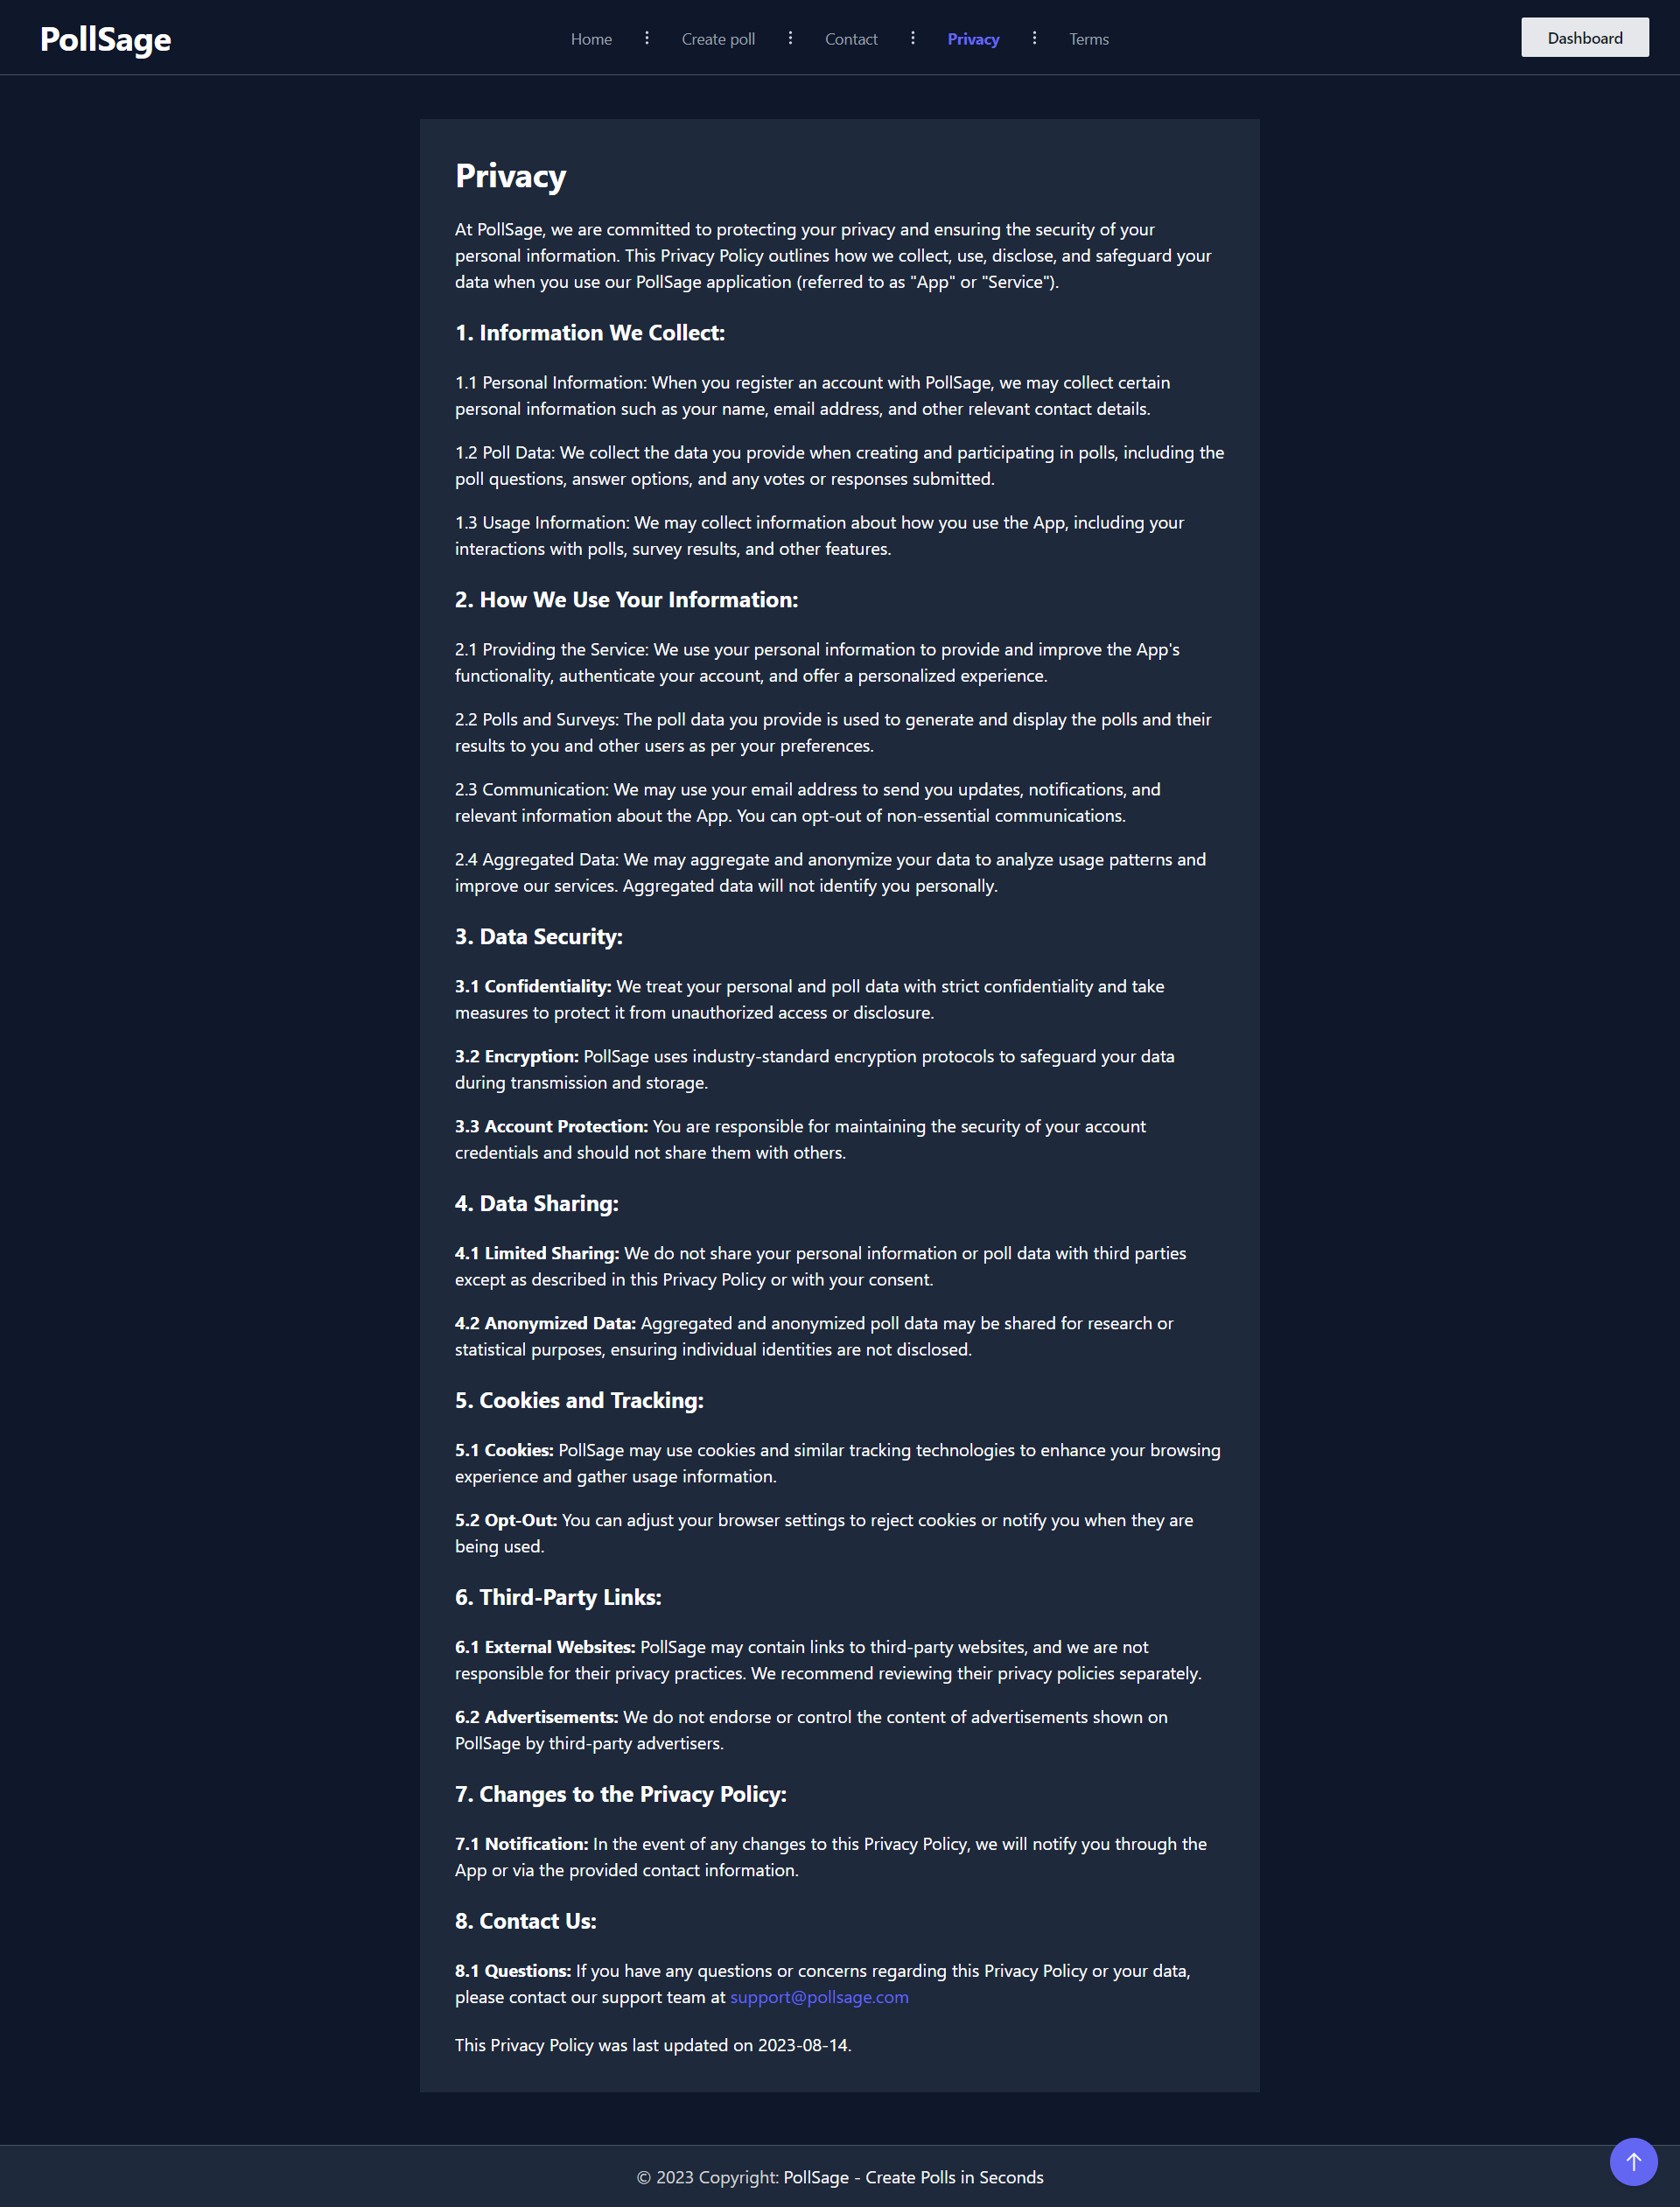 PollSage
Home
Create poll
Contact
Privacy
Terms
Dashboard
Privacy
At PollSage, we are committed to protecting your privacy and ensuring the security of your
personal information. This Privacy Policy outlines how we collect, use, disclose, and safeguard your
data when you use our PollSage application (referred to as "App" or "Service").
1. Information We Collect:
1.1 Personal Information: When you register an account with PollSage, we may collect certain
personal information such as your name, email address, and other relevant contact details.
1.2 Poll Data: We collect the data you provide when creating and participating in polls, including the
poll questions, answer options, and any votes or responses submitted.
1.3 Usage Information: We may collect information about how you use the App, including your
interactions with polls, survey results, and other features.
2. How We Use Your Information:
2.1 Providing the Service: We use your personal information to provide and improve the App's
functionality, authenticate your account, and offer a personalized experience.
2.2 Polls and Surveys: The poll data you provide is used to generate and display the polls and their
results to you and other users as per your preferences.
2.3 Communication: We may use your email address to send you updates, notifications, and
relevant information about the App. You can opt-out of non-essential communications.
2.4 Aggregated Data: We may aggregate and anonymize your data to analyze usage patterns and
improve our services. Aggregated data will not identify you personally.
3. Data Security:
3.1 Confidentiality: We treat your personal and poll data with strict confidentiality and take
measures to protect it from unauthorized access or disclosure.
3.2 Encryption: PollSage uses industry-standard encryption protocols to safeguard your data
during transmission and storage.
3.3 Account Protection: You are responsible for maintaining the security of your account
credentials and should not share them with others.
4. Data Sharing:
4.1 Limited Sharing: We do not share your personal information or poll data with third parties
except as described in this Privacy Policy or with your consent.
4.2 Anonymized Data: Aggregated and anonymized poll data may be shared for research or
statistical purposes, ensuring individual identities are not disclosed.
5. Cookies and Tracking:
5.1 Cookies: PollSage may use cookies and similar tracking technologies to enhance your browsing
experience and gather usage information.
5.2 Opt-Out: You can adjust your browser settings to reject cookies or notify you when they are
being used.
6. Third-Party Links:
6.1 External Websites: PollSage may contain links to third-party websites, and we are not
responsible for their privacy practices. We recommend reviewing their privacy policies separately.
6.2 Advertisements: We do not endorse or control the content of advertisements shown on
PollSage by third-party advertisers.
7. Changes to the Privacy Policy:
7.1 Notification: In the event of any changes to this Privacy Policy, we will notify you through the
App or via the provided contact information.
8. Contact Us:
8.1 Questions: If you have any questions or concerns regarding this Privacy Policy or your data,
please contact our support team at support@pollsage.com
This Privacy Policy was last updated on 2023-08-14.
© 2023 Copyright: PollSage - Create Polls in Seconds